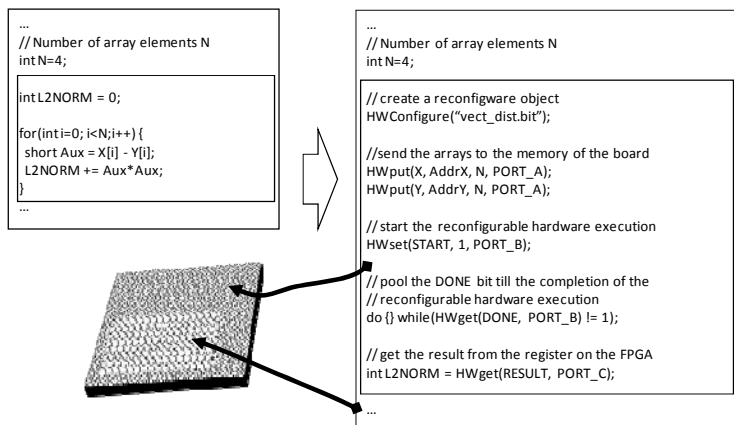 ...
// Number of array elements N
int N=4;
int L2NORM = 0;
for(int i=0; i<N;i++) {
short Aux = X[i] - Y[i];
L2NORM += Aux*Aux;
}
...
...
// Number of array elements N
int N=4;
// create a reconfigware object
HWConfigure(“vect_dist.bit”);
//send the arrays to the memory of the board
HWput(X, AddrX, N, PORT_A);
HWput(Y, AddrY, N, PORT_A);
// start the reconfigurable hardware execution
HWset(START, 1, PORT_B);
// pool the DONE bit till the completion of the
// reconfigurable hardware execution
do {} while(HWget(DONE, PORT_B) != 1);
// get the result from the register on the FPGA
int L2NORM = HWget(RESULT, PORT_C);
...